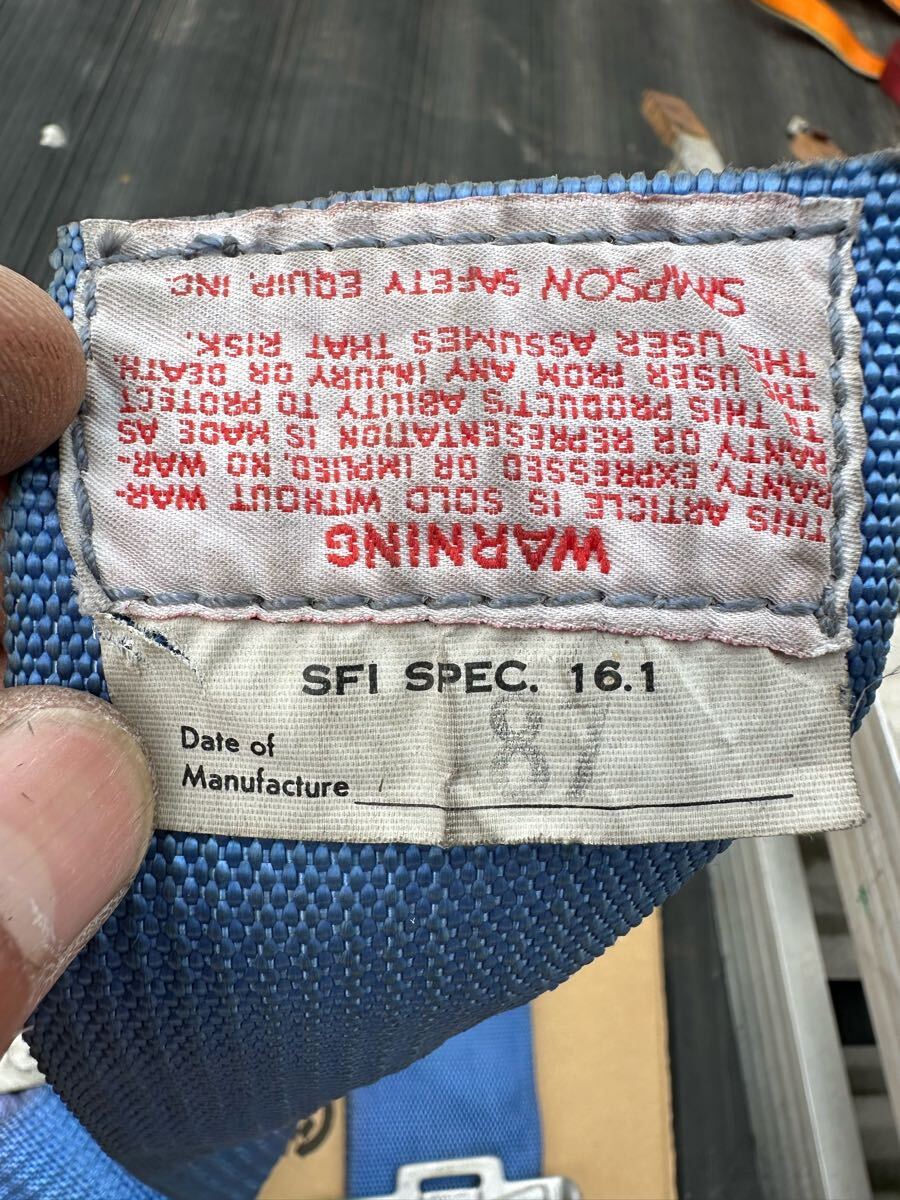 WARNING
THIS ARTICLE IS SOLD WITHOUT WAR-
RANTY, EXPRESSED OR IMPLIED. NO WAR-
RANTY OR REPRESENTATION IS MADE AS
TO THIS PRODUCT'S ABILITY TO PROTECT
THE USER FROM ANY INJURY OR DEATH.
THE USER ASSUMES THAT RISK.
SIMPSON SAFETY EQUIP. INC
SFI SPEC. 16.1
87
Date of
Manufacture